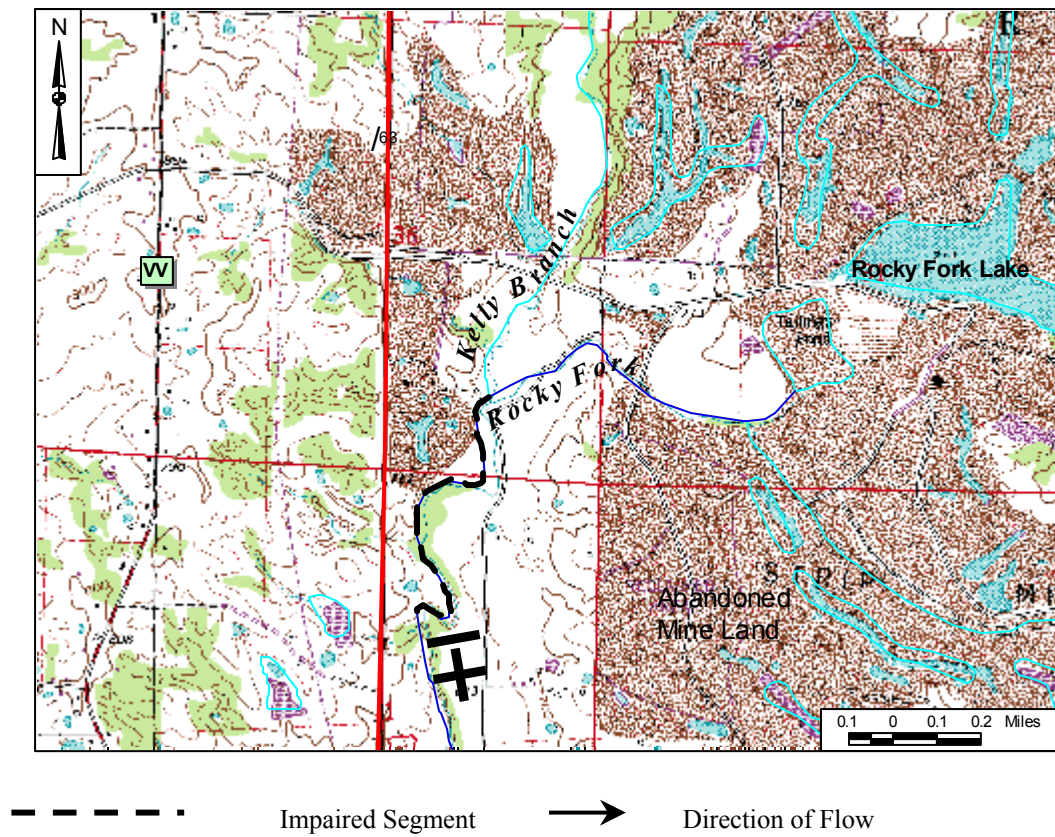 N
63
36
VV
Kelly Branch
Rocky Fork Lake
Rocky Fork
Abandoned
Mine Land
0.1 0 0.1 0.2 Miles
Impaired Segment
Direction of Flow